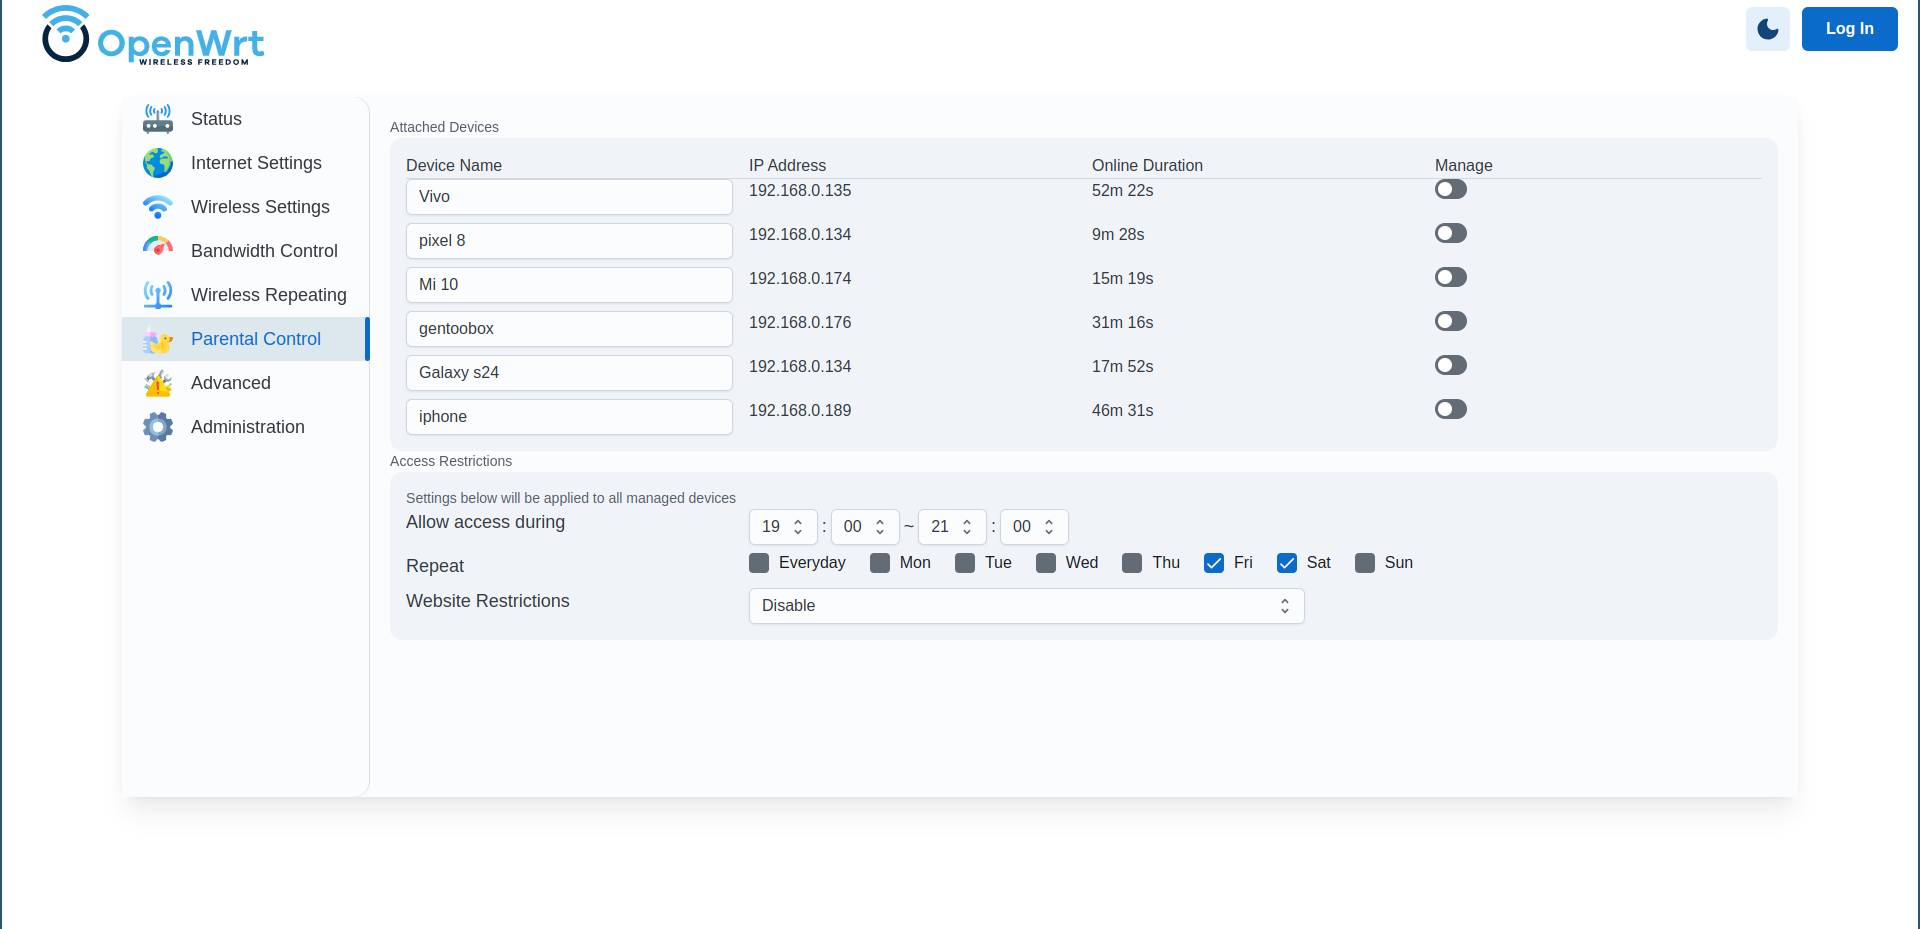 OpenWrt
WIRELESS FREEDOM
Log In
Status
Internet Settings
Wireless Settings
Bandwidth Control
Wireless Repeating
Parental Control
Advanced
Administration
Attached Devices
Device Name IP Address Online Duration Manage
Vivo 192.168.0.135 52m 22s
pixel 8 192.168.0.134 9m 28s
Mi 10 192.168.0.174 15m 19s
gentoobox 192.168.0.176 31m 16s
Galaxy s24 192.168.0.134 17m 52s
iphone 192.168.0.189 46m 31s
Access Restrictions
Settings below will be applied to all managed devices
Allow access during 19 : 00 ~ 21 : 00
Repeat Everyday Mon Tue Wed Thu Fri Sat Sun
Website Restrictions Disable